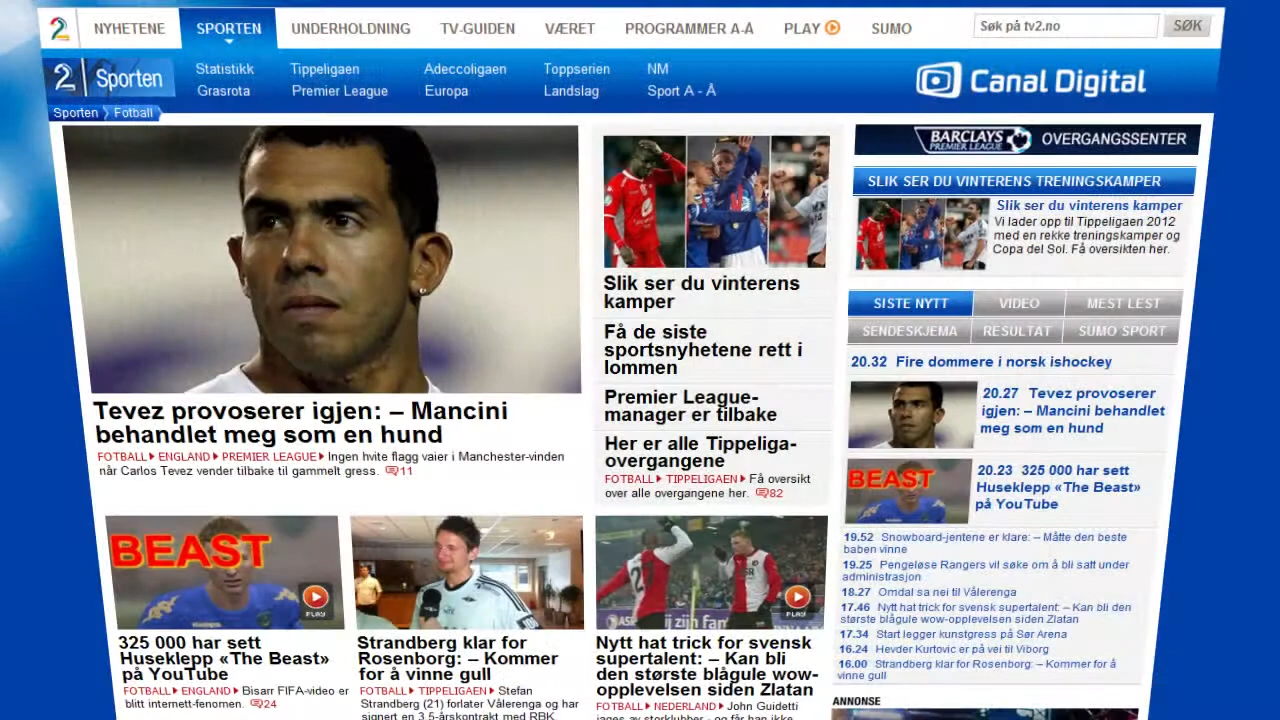 2 NYHETENE SPORTEN UNDERHOLDNING TV-GUIDEN VÆRET PROGRAMMER A-Å PLAY SUMO Søk på tv2.no SØK
2 Sporten
Statistikk Tippeligaen Adeccoligaen Toppserien NM
Grasrota Premier League Europa Landslag Sport A - Å
Canal Digital
Sporten Fotball
Tevez provoserer igjen: – Mancini
behandlet meg som en hund
FOTBALL ENGLAND PREMIER LEAGUE Ingen hvite flagg vaier i Manchester-vinden
når Carlos Tevez vender tilbake til gammelt gress. 11
Slik ser du vinterens
kamper
Få de siste
sportsnyhetene rett i
lommen
Premier League-
manager er tilbake
Her er alle Tippeliga-
overgangene
FOTBALL TIPPELIGAEN Få oversikt
over alle overgangene her. 82
BEAST
PLAY
325 000 har sett
Huseklepp «The Beast»
på YouTube
FOTBALL ENGLAND Bisarr FIFA-video er
blitt internett-fenomen. 24
Strandberg klar for
Rosenborg: – Kommer
for å vinne gull
FOTBALL TIPPELIGAEN Stefan
Strandberg (21) forlater Vålerenga og har
signert en 3,5-årskontrakt med RBK.
PLAY
Nytt hat trick for svensk
supertalent: – Kan bli
den største blågule wow-
opplevelsen siden Zlatan
FOTBALL NEDERLAND John Guidetti
jages av storklubber - og får han ikke
BARCLAYS
PREMIER LEAGUE
OVERGANGSSENTER
SLIK SER DU VINTERENS TRENINGSKAMPER
Slik ser du vinterens kamper
Vi lader opp til Tippeligaen 2012
med en rekke treningskamper og
Copa del Sol. Få oversikten her.
SISTE NYTT VIDEO MEST LEST
SENDESKJEMA RESULTAT SUMO SPORT
20.32 Fire dommere i norsk ishockey
20.27 Tevez provoserer
igjen: – Mancini behandlet
meg som en hund
BEAST
20.23 325 000 har sett
Huseklepp «The Beast»
på YouTube
19.52 Snowboard-jentene er klare: – Måtte den beste
baben vinne
19.25 Pengeløse Rangers vil søke om å bli satt under
administrasjon
18.27 Omdal sa nei til Vålerenga
17.46 Nytt hat trick for svensk supertalent: – Kan bli den
største blågule wow-opplevelsen siden Zlatan
17.34 Start legger kunstgress på Sør Arena
16.24 Hevder Kurtovic er på vei til Viborg
16.00 Strandberg klar for Rosenborg: – Kommer for å
vinne gull
ANNONSE